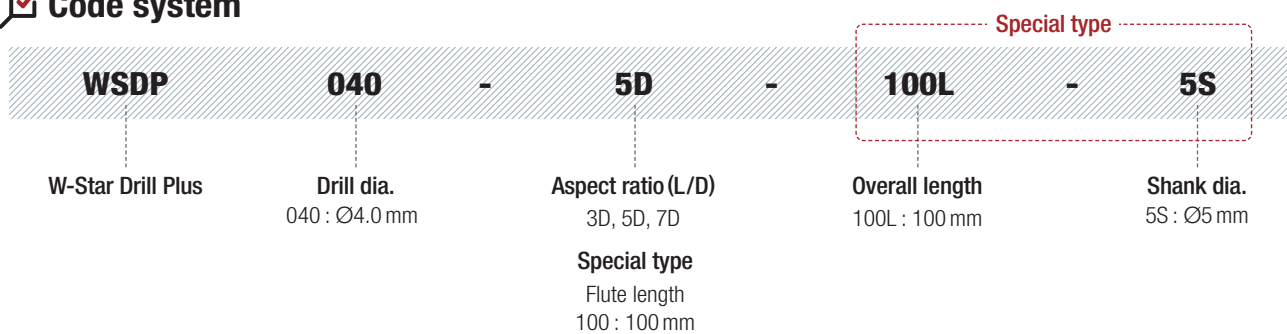 Code system
Special type
WSDP 040 - 5D - 100L - 5S
W-Star Drill Plus Drill dia. Aspect ratio (L/D) Overall length Shank dia.
040 : Ø4.0 mm 3D, 5D, 7D 100L : 100 mm 5S : Ø5 mm
Special type
Flute length
100 : 100 mm